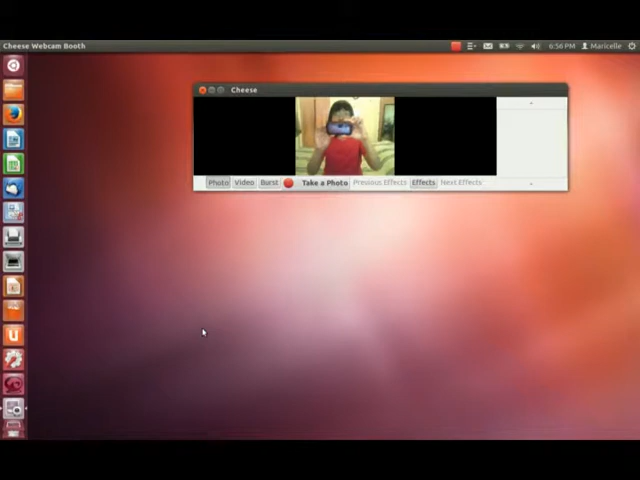 Cheese Webcam Booth
6:56 PM Maricelle
Cheese
Photo Video Burst Take a Photo Previous Effects Effects Next Effects